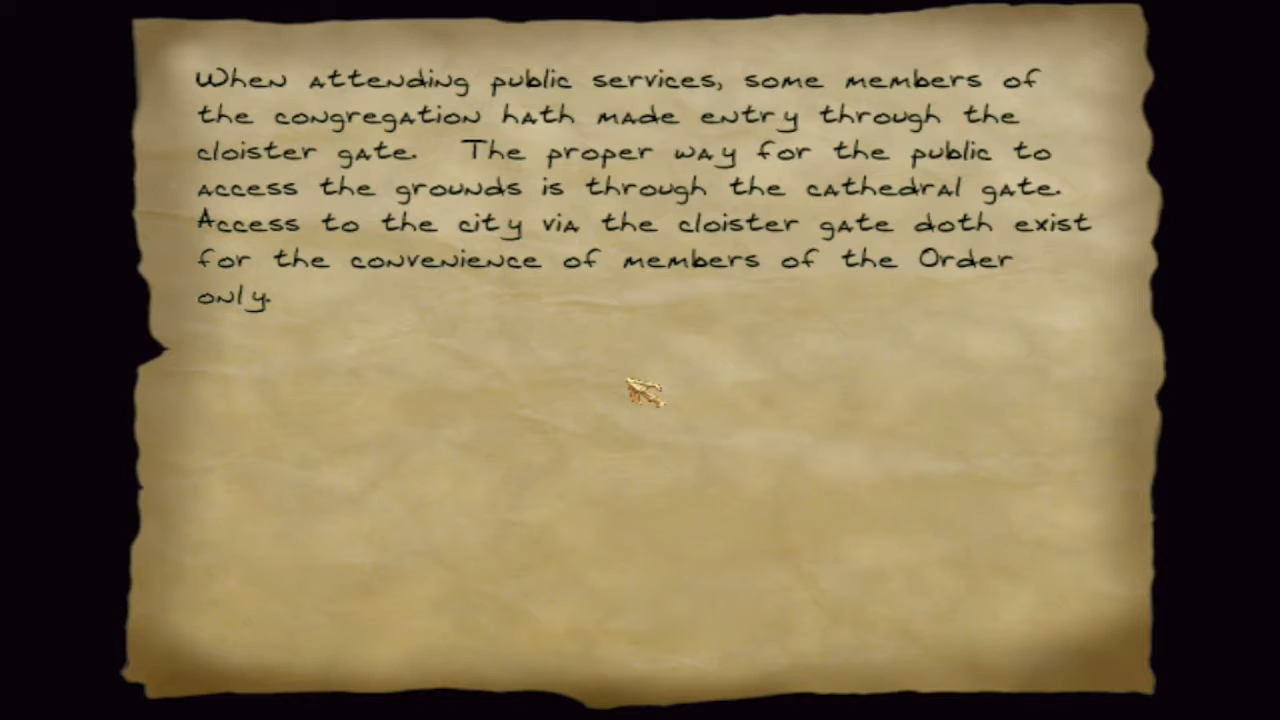 When attending public services, some members of
the congregation hath made entry through the
cloister gate.  The proper way for the public to
access the grounds is through the cathedral gate.
Access to the city via the cloister gate doth exist
for the convenience of members of the Order
only.